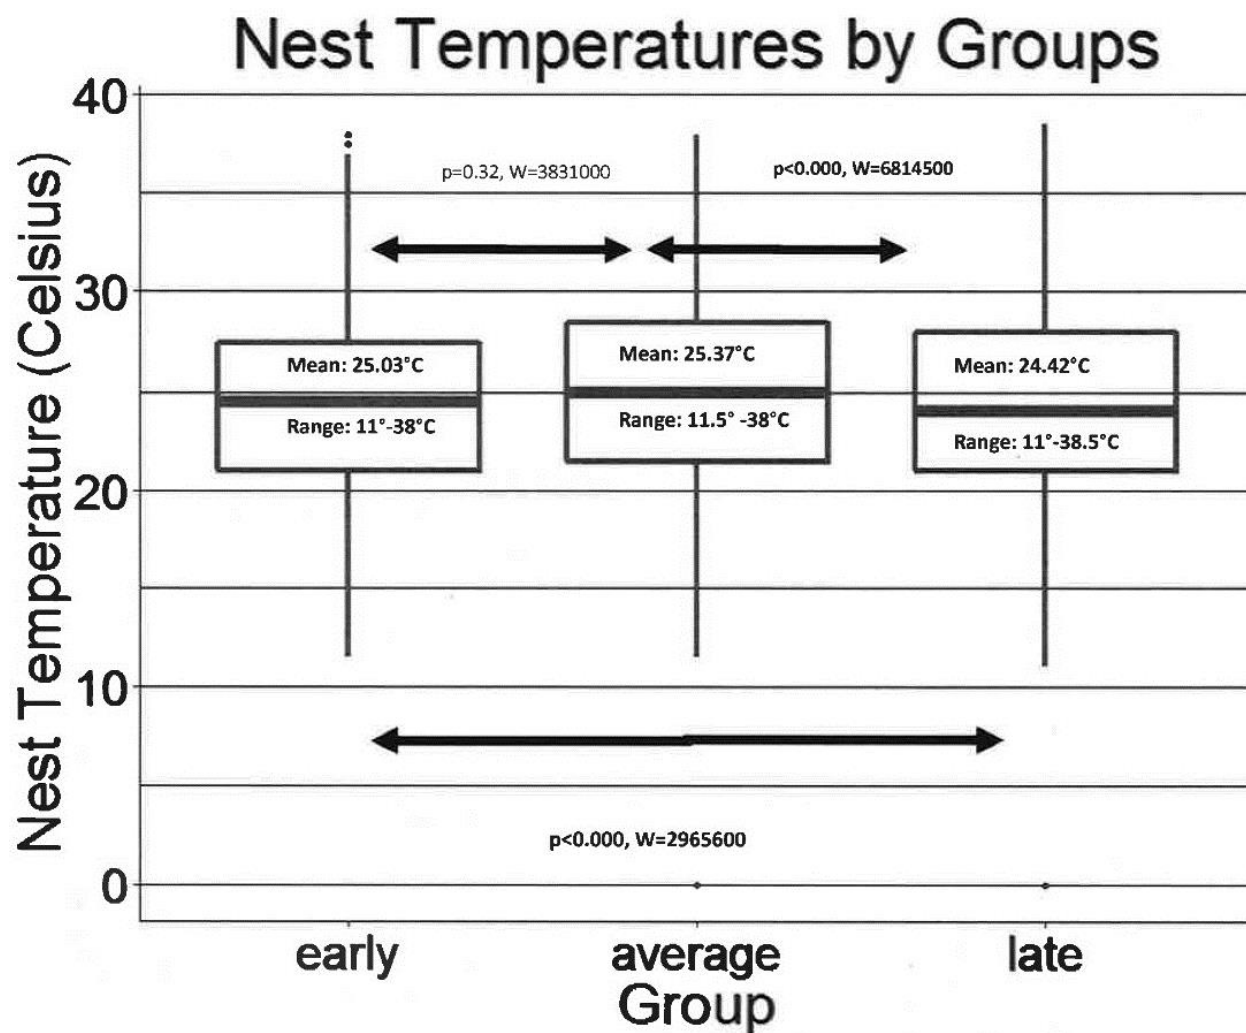 Nest Temperatures by Groups
Nest Temperature (Celsius)
40
30
20
10
0
p=0.32, W=3831000
p<0.000, W=6814500
Mean: 25.03°C
Range: 11°-38°C
Mean: 25.37°C
Range: 11.5° -38°C
Mean: 24.42°C
Range: 11°-38.5°C
p<0.000, W=2965600
early
average
late
Group